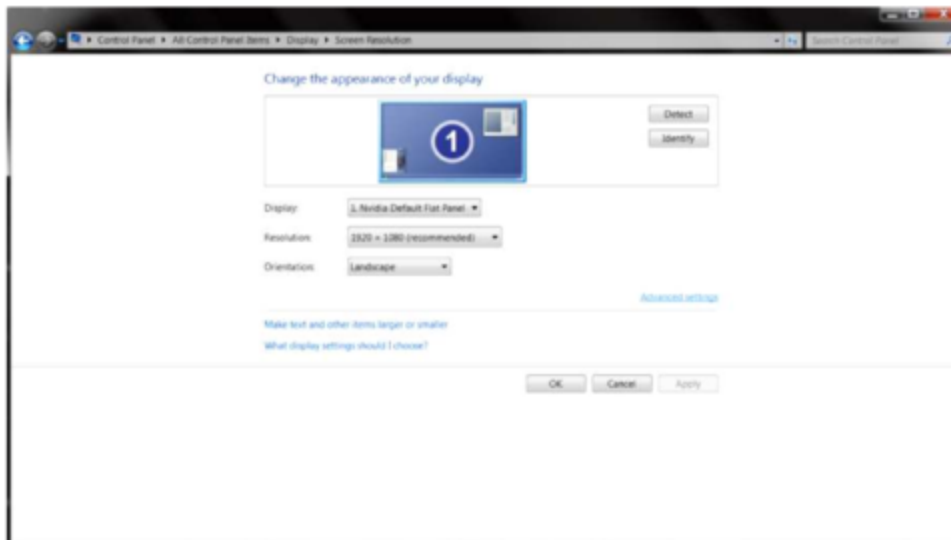 Control Panel ▸ All Control Panel Items ▸ Display ▸ Screen Resolution
Search Control Panel
Change the appearance of your display
1
Detect
Identify
Display: 1. Nvidia Default Flat Panel
Resolution: 1920 × 1080 (recommended)
Orientation: Landscape
Advanced settings
Make text and other items larger or smaller
What display settings should I choose?
OK Cancel Apply